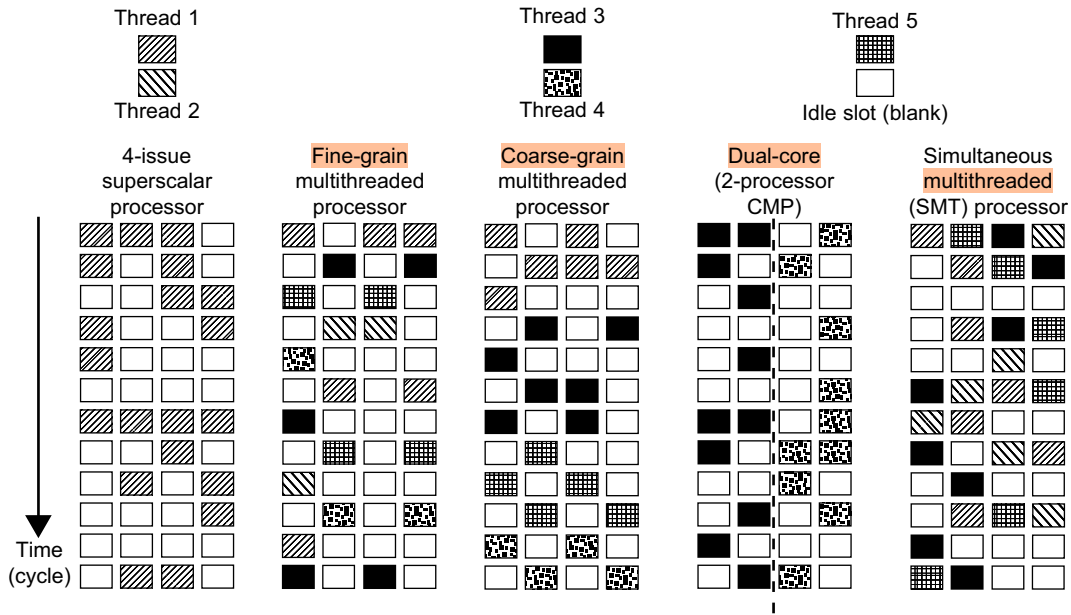 Thread 1
Thread 3
Thread 5
Thread 2
Thread 4
Idle slot (blank)
4-issue
superscalar
processor
Fine-grain
multithreaded
processor
Coarse-grain
multithreaded
processor
Dual-core
(2-processor
CMP)
Simultaneous
multithreaded
(SMT) processor
Time
(cycle)